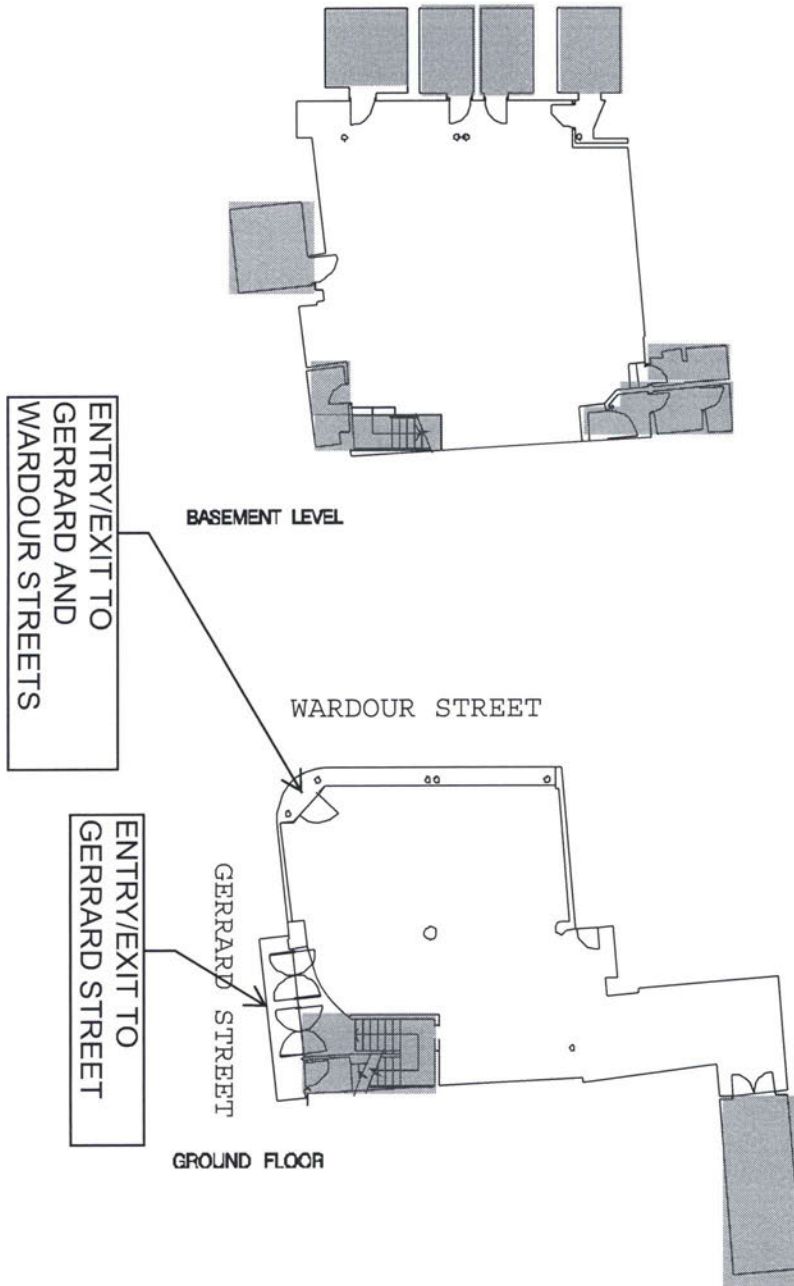 BASEMENT LEVEL
ENTRY/EXIT TO
GERRARD AND
WARDOUR STREETS
WARDOUR STREET
GERRARD STREET
ENTRY/EXIT TO
GERRARD STREET
GROUND FLOOR